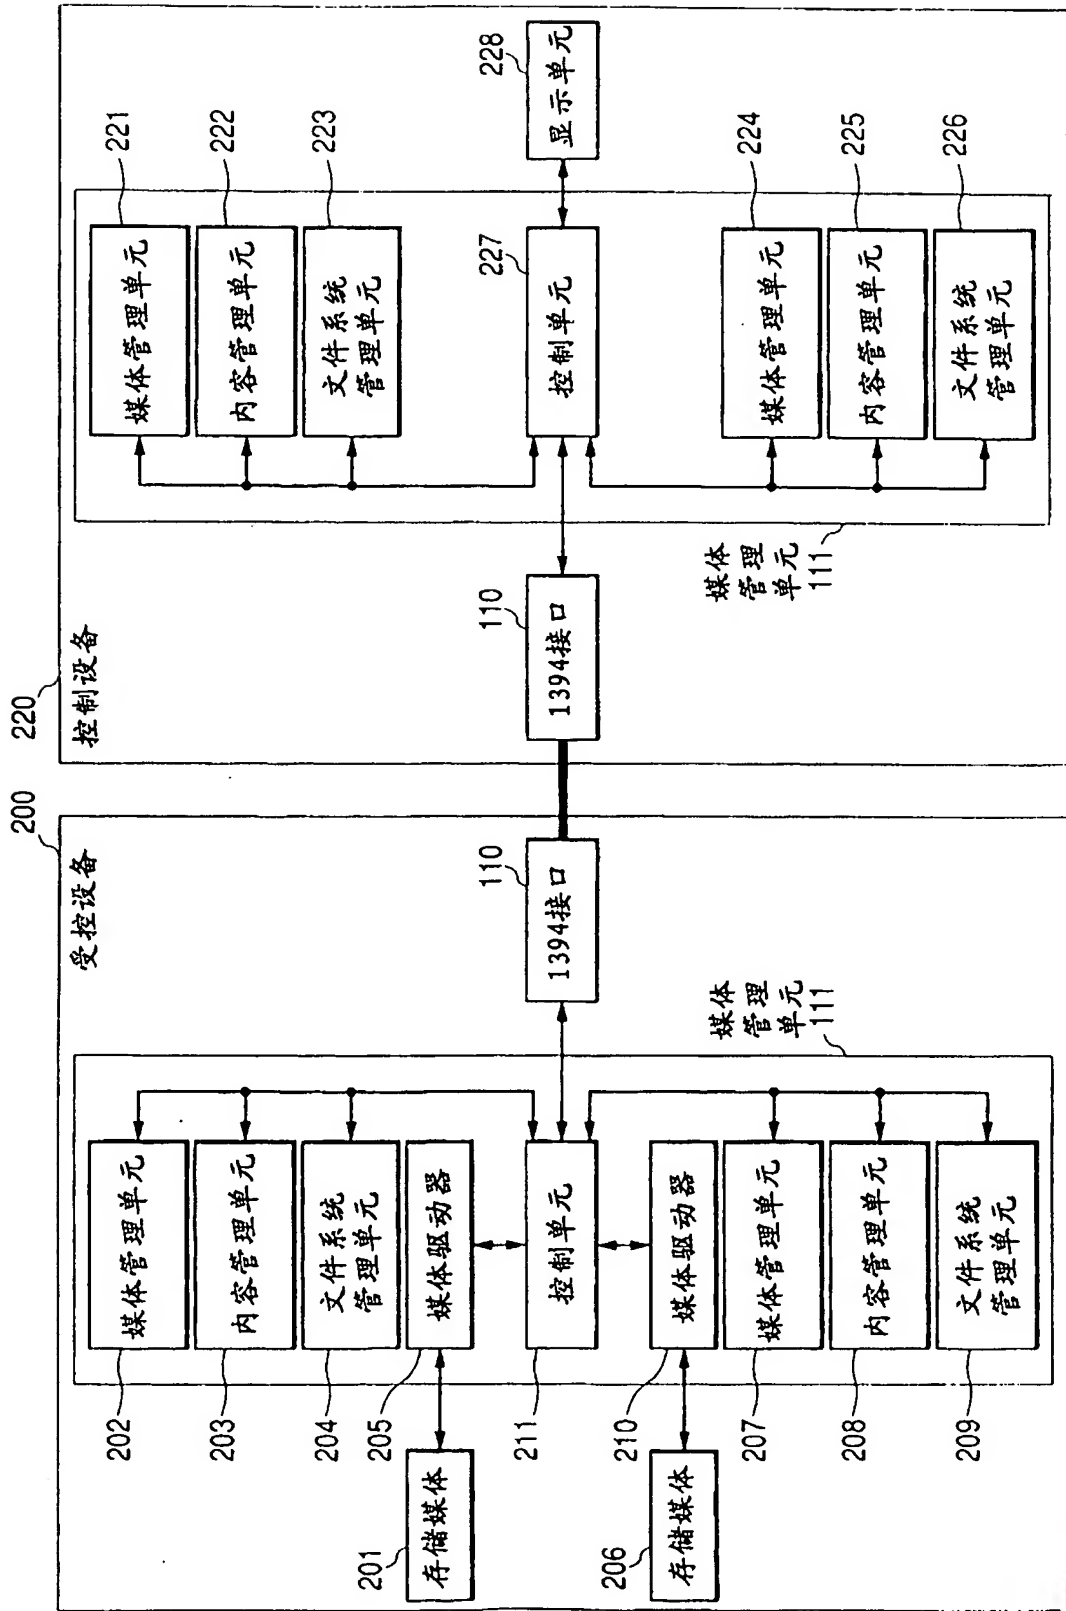 200
受控设备
202
媒体管理单元
203
内容管理单元
204
文件系统
管理单元
205
媒体驱动器
201
存储媒体
211
控制单元
110
1394接口
210
媒体驱动器
206
存储媒体
207
媒体管理单元
208
内容管理单元
209
文件系统
管理单元
媒体
管理
单元
111
220
控制设备
221
媒体管理单元
222
内容管理单元
223
文件系统
管理单元
110
1394接口
227
控制单元
228
显示单元
224
媒体管理单元
225
内容管理单元
226
文件系统
管理单元
媒体
管理
单元
111